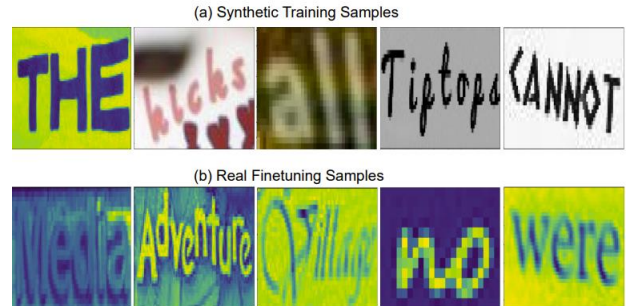 (a) Synthetic Training Samples
THE kicks all Tiptops CANNOT
(b) Real Finetuning Samples
Media Adventure Village no were